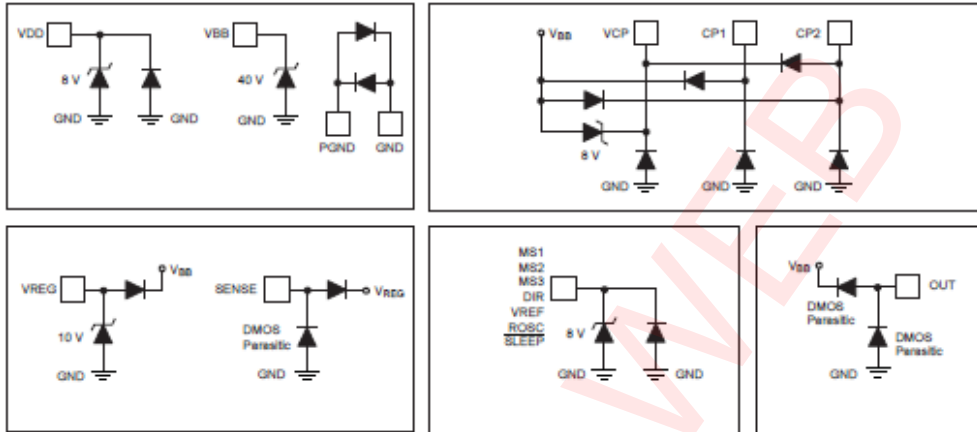 VDD
8 V
GND
GND
VBB
40 V
GND
PGND
GND
VBB
VCP
CP1
CP2
8 V
GND
GND
GND
VREG
VBB
10 V
GND
SENSE
VREG
DMOS
Parasitic
GND
MS1
MS2
MS3
DIR
VREF
ROSC
SLEEP
8 V
GND
GND
VBB
OUT
DMOS
Parasitic
DMOS
Parasitic
GND
WEB